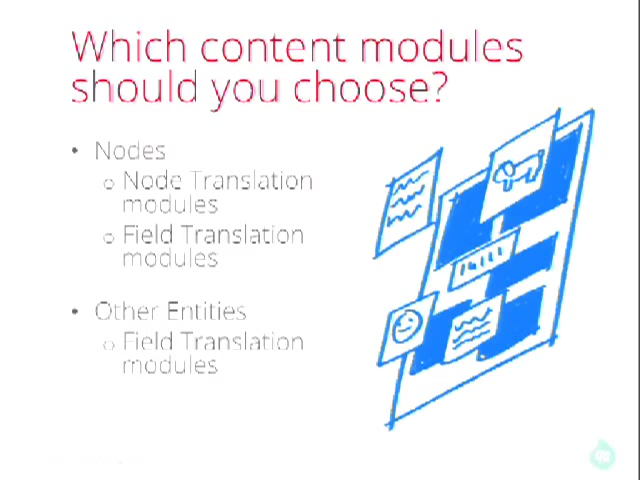 Which content modules
should you choose?
• Nodes
o Node Translation
modules
o Field Translation
modules
• Other Entities
o Field Translation
modules